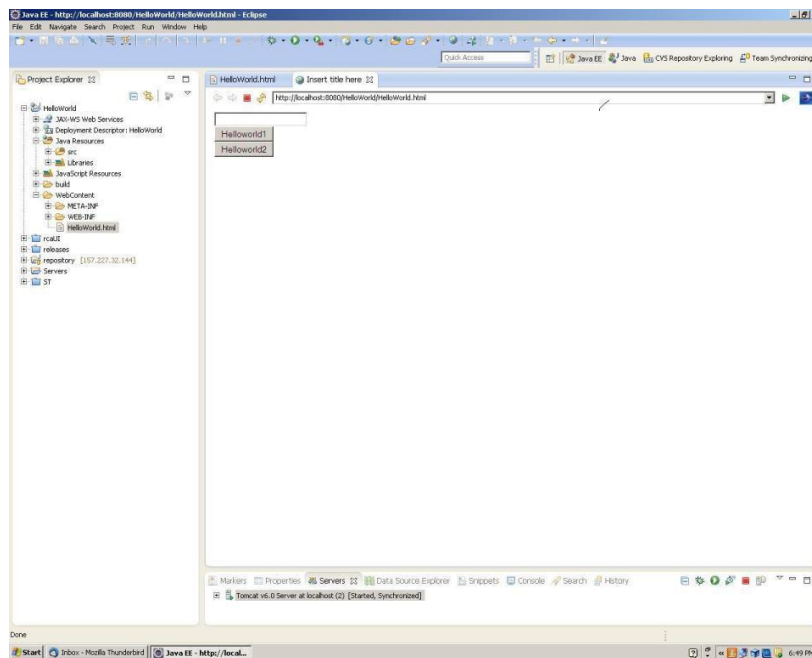 Java EE - http://localhost:8080/HelloWorld/HelloWorld.html - Eclipse
File Edit Navigate Search Project Run Window Help
Quick Access
Java EE Java CVS Repository Exploring Team Synchronizing
Project Explorer
HelloWorld.html Insert title here
http://localhost:8080/HelloWorld/HelloWorld.html
HelloWorld
JAX-WS Web Services
Deployment Descriptor: HelloWorld
Java Resources
src
Libraries
JavaScript Resources
build
WebContent
META-INF
WEB-INF
HelloWorld.html
rcaUI
releases
repository [157.227.32.144]
Servers
ST
Helloworld1
Helloworld2
Markers Properties Servers Data Source Explorer Snippets Console Search History
Tomcat v6.0 Server at localhost (2) [Started, Synchronized]
Done
Start Inbox - Mozilla Thunderbird Java EE - http://local... 6:49 PM